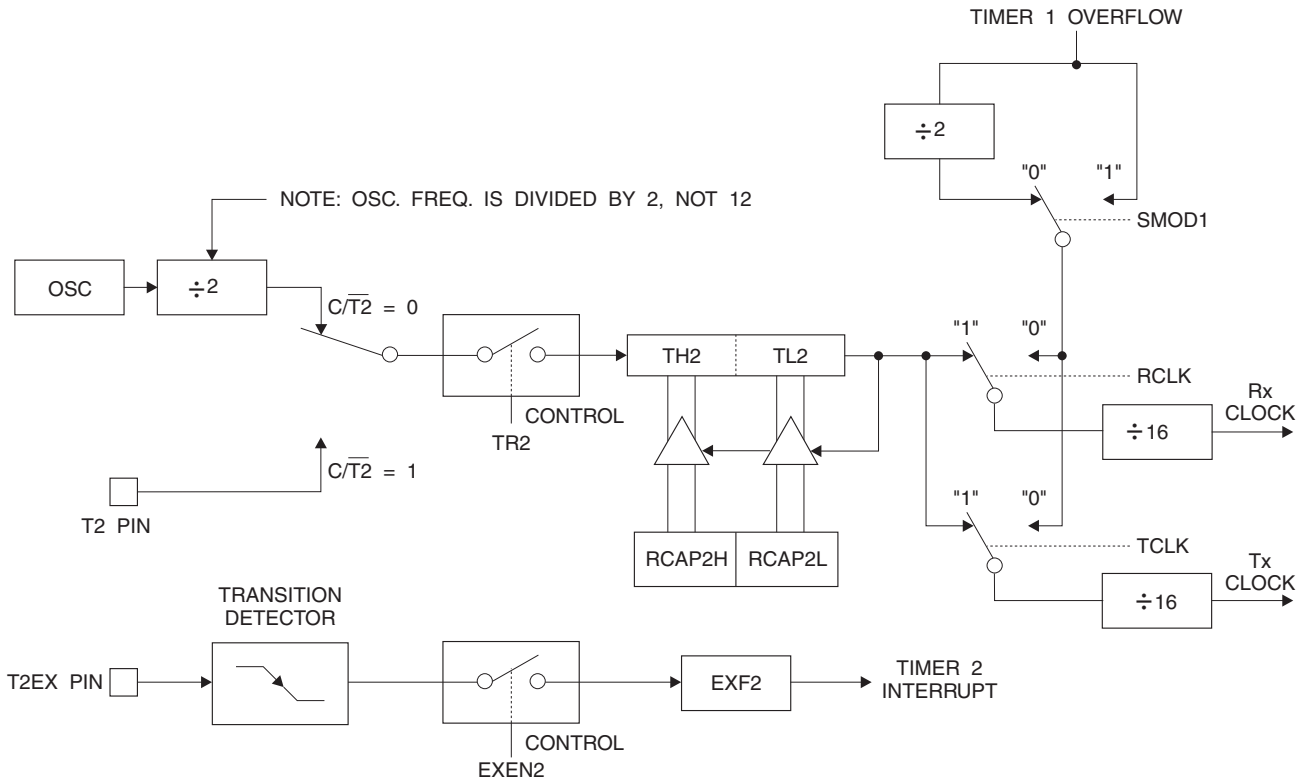 TIMER 1 OVERFLOW
÷2
"0" "1"
NOTE: OSC. FREQ. IS DIVIDED BY 2, NOT 12
SMOD1
OSC
÷2
C/T̅2̅ = 0
"1" "0"
TH2 TL2
RCLK
Rx
CLOCK
CONTROL
TR2
÷16
C/T̅2̅ = 1
T2 PIN
"1" "0"
RCAP2H RCAP2L
TCLK
Tx
CLOCK
÷16
TRANSITION
DETECTOR
T2EX PIN
EXF2
TIMER 2
INTERRUPT
CONTROL
EXEN2